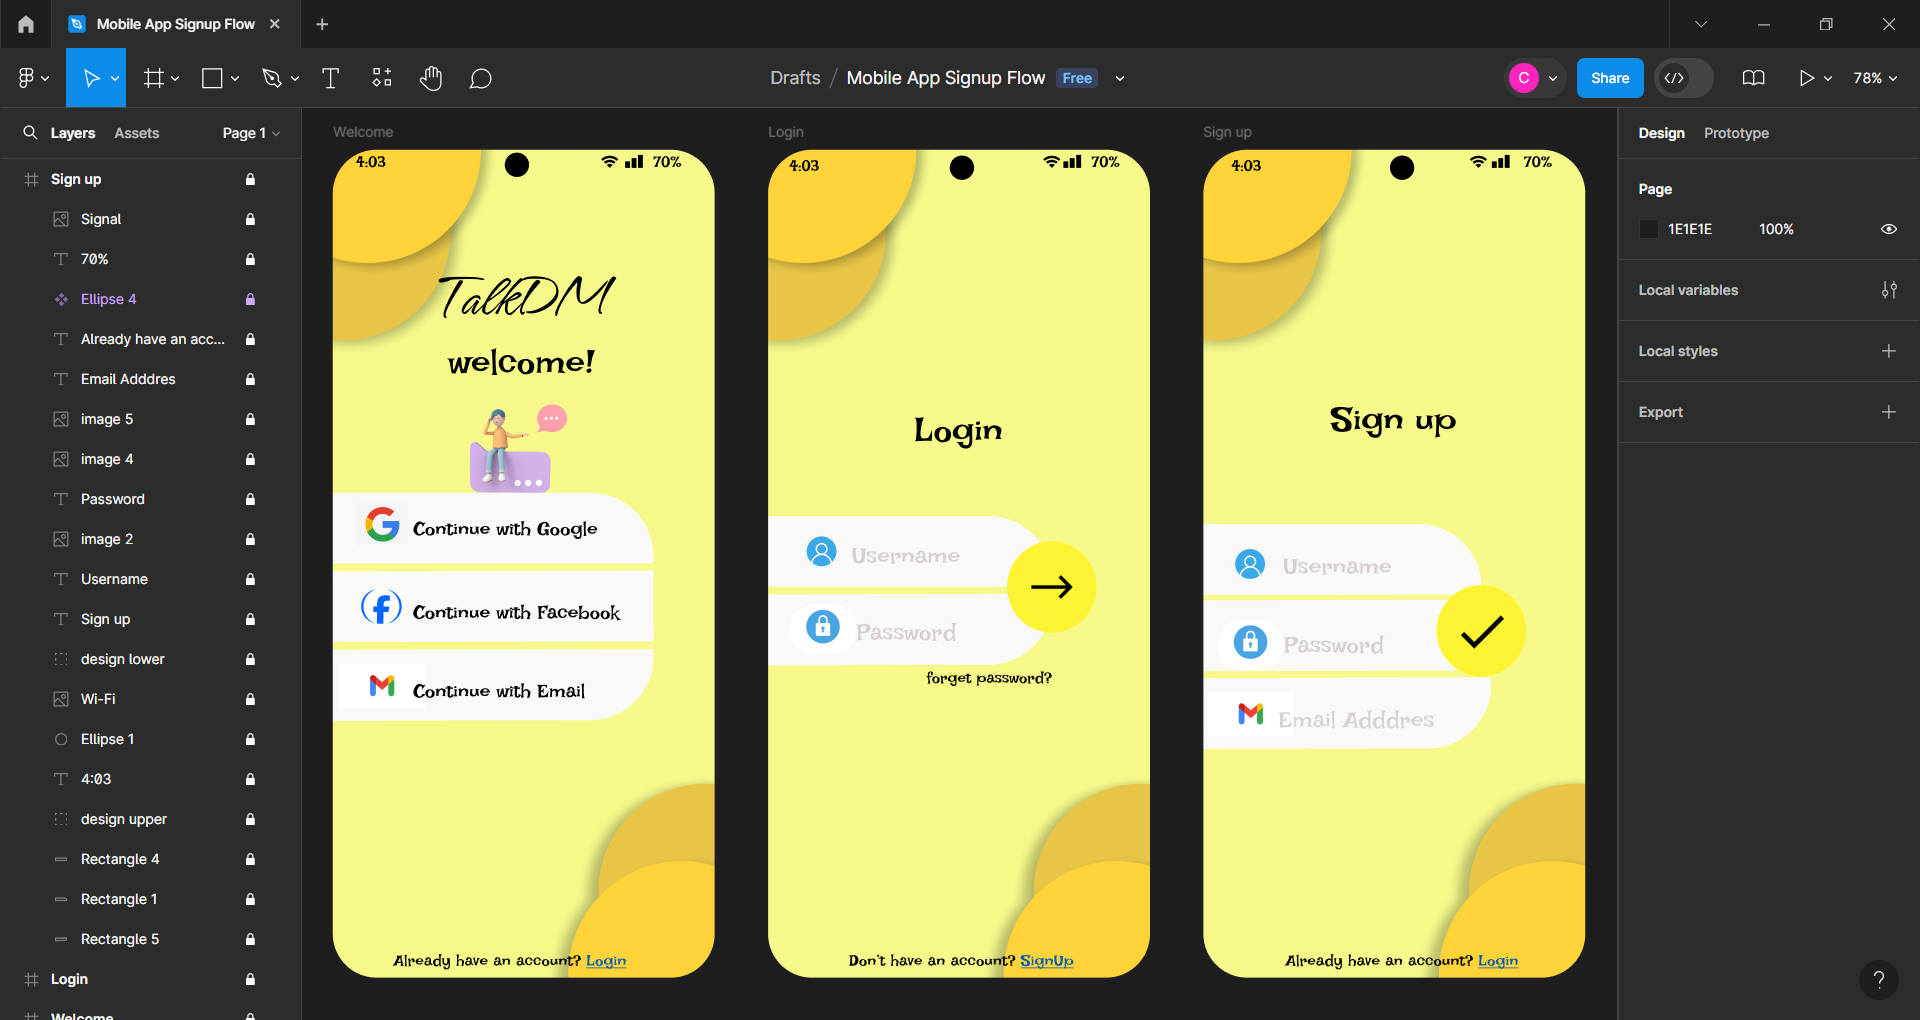 Mobile App Signup Flow
Drafts / Mobile App Signup Flow Free
C
Share
78%
Layers Assets Page 1
Sign up
Signal
70%
Ellipse 4
Already have an acc...
Email Adddres
image 5
image 4
Password
image 2
Username
Sign up
design lower
Wi-Fi
Ellipse 1
4:03
design upper
Rectangle 4
Rectangle 1
Rectangle 5
Login
Welcome
Welcome
4:03 70%
TalkDM
welcome!
Continue with Google
Continue with Facebook
Continue with Email
Already have an account? Login
Login
4:03 70%
Login
Username
Password
forget password?
Don't have an account? SignUp
Sign up
4:03 70%
Sign up
Username
Password
Email Adddres
Already have an account? Login
Design Prototype
Page
1E1E1E 100%
Local variables
Local styles
Export
?